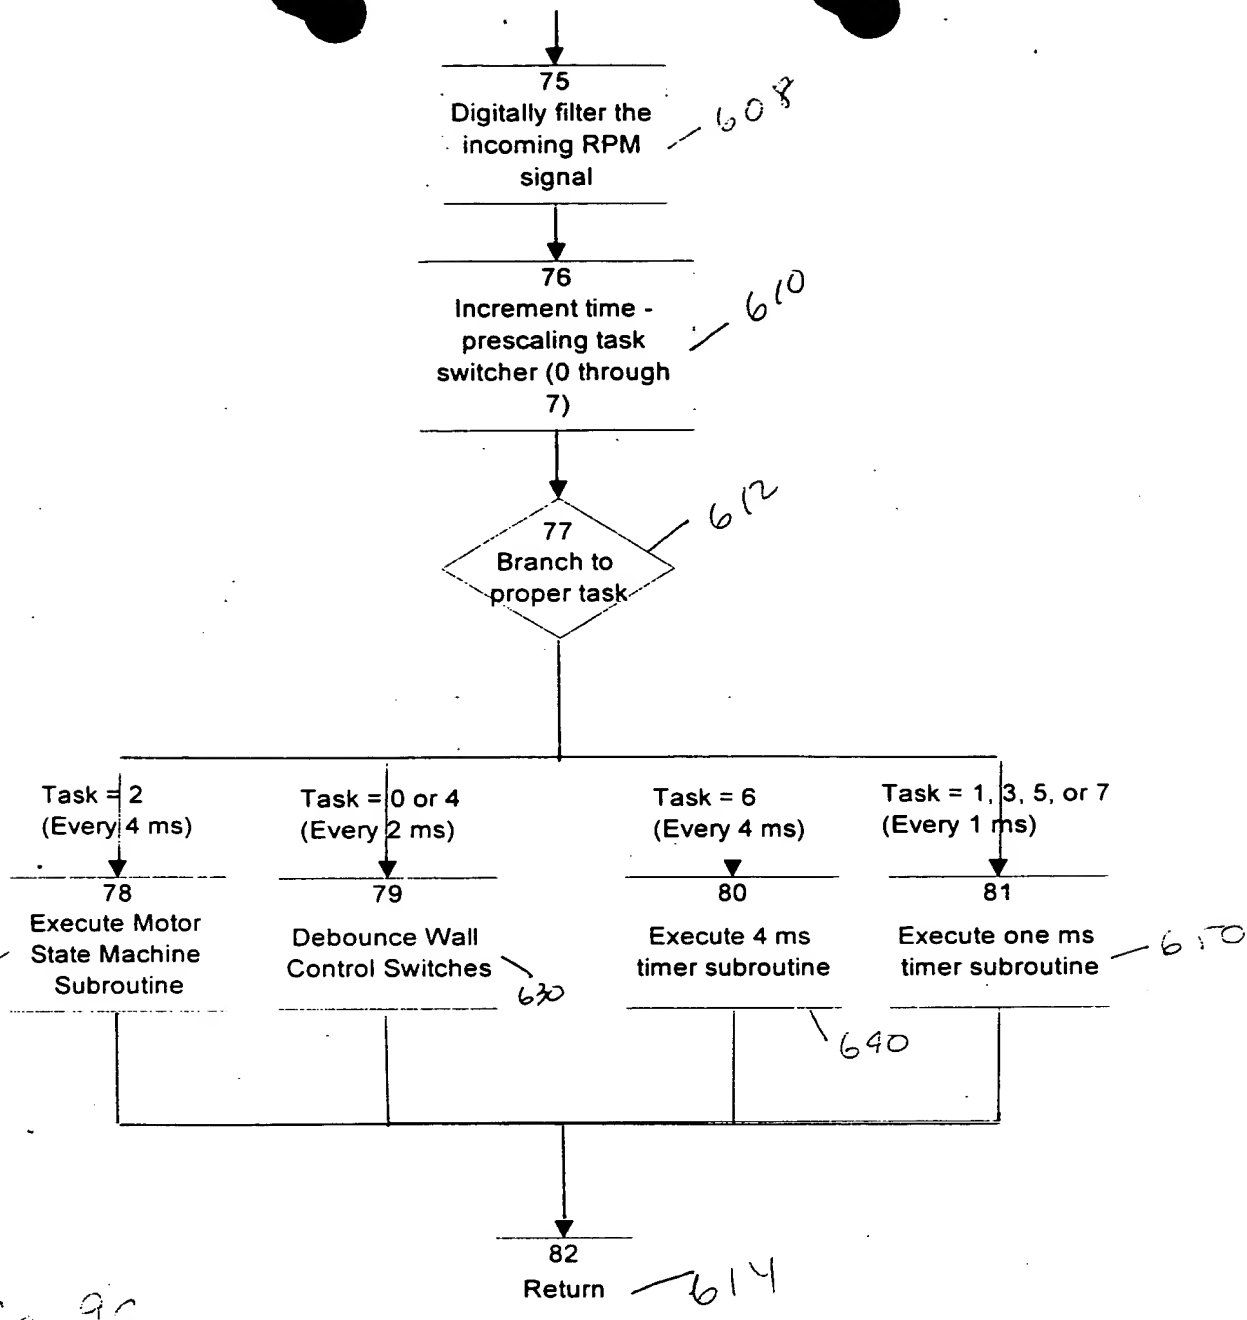 75
Digitally filter the
incoming RPM
signal
608
76
Increment time -
prescaling task
switcher (0 through
7)
610
77
Branch to
proper task
612
Task = 2
(Every 4 ms)
Task = 0 or 4
(Every 2 ms)
Task = 6
(Every 4 ms)
Task = 1, 3, 5, or 7
(Every 1 ms)
78
Execute Motor
State Machine
Subroutine
79
Debounce Wall
Control Switches
630
80
Execute 4 ms
timer subroutine
640
81
Execute one ms
timer subroutine
650
82
Return
614